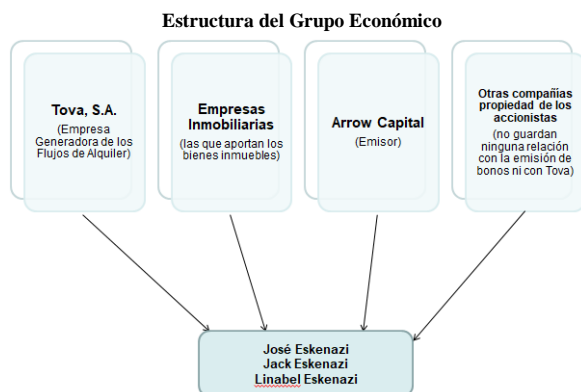 Estructura del Grupo Económico
Tova, S.A.
(Empresa
Generadora de los
Flujos de Alquiler)
Empresas
Inmobiliarias
(las que aportan los
bienes inmuebles)
Arrow Capital
(Emisor)
Otras compañías
propiedad de los
accionistas
(no guardan
ninguna relación
con la emisión de
bonos ni con Tova)
José Eskenazi
Jack Eskenazi
Linabel Eskenazi